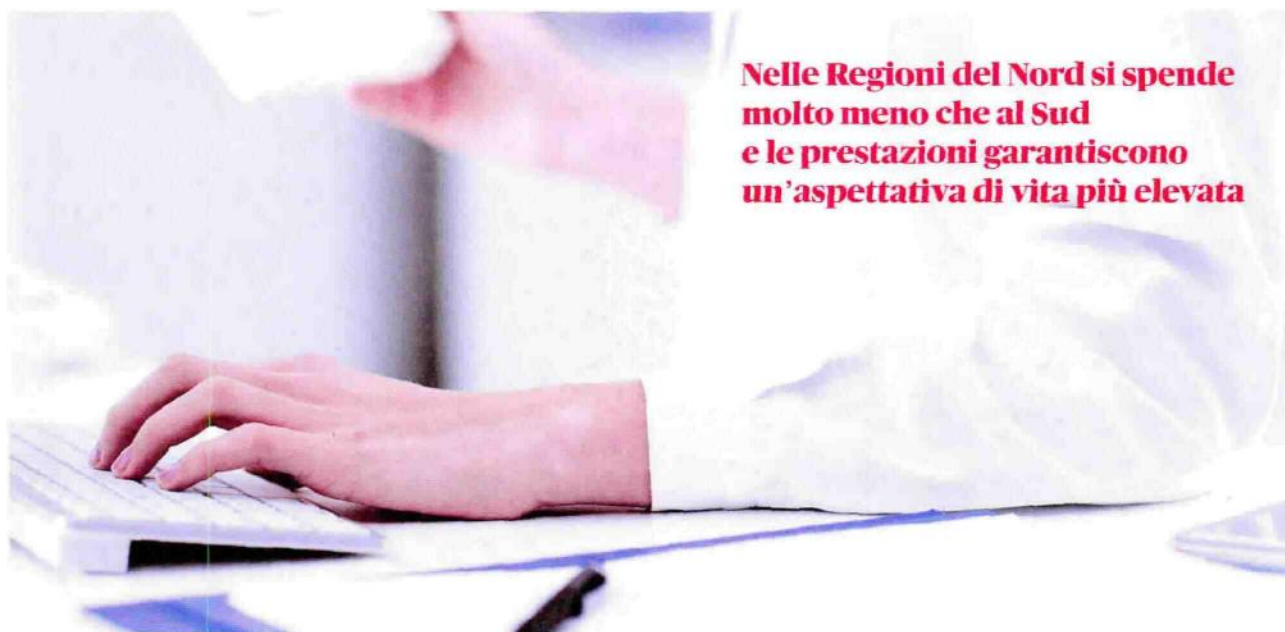 Nelle Regioni del Nord si spende
molto meno che al Sud
e le prestazioni garantiscono
un'aspettativa di vita più elevata